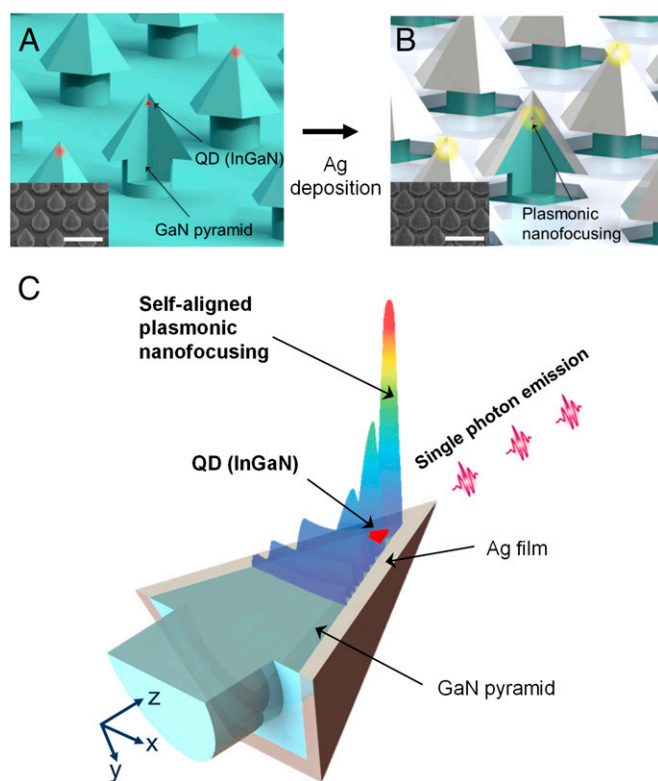 A
QD (InGaN)
GaN pyramid
Ag
deposition
B
Plasmonic
nanofocusing
C
Self-aligned
plasmonic
nanofocusing
Single photon emission
QD (InGaN)
Ag film
GaN pyramid
z
x
y